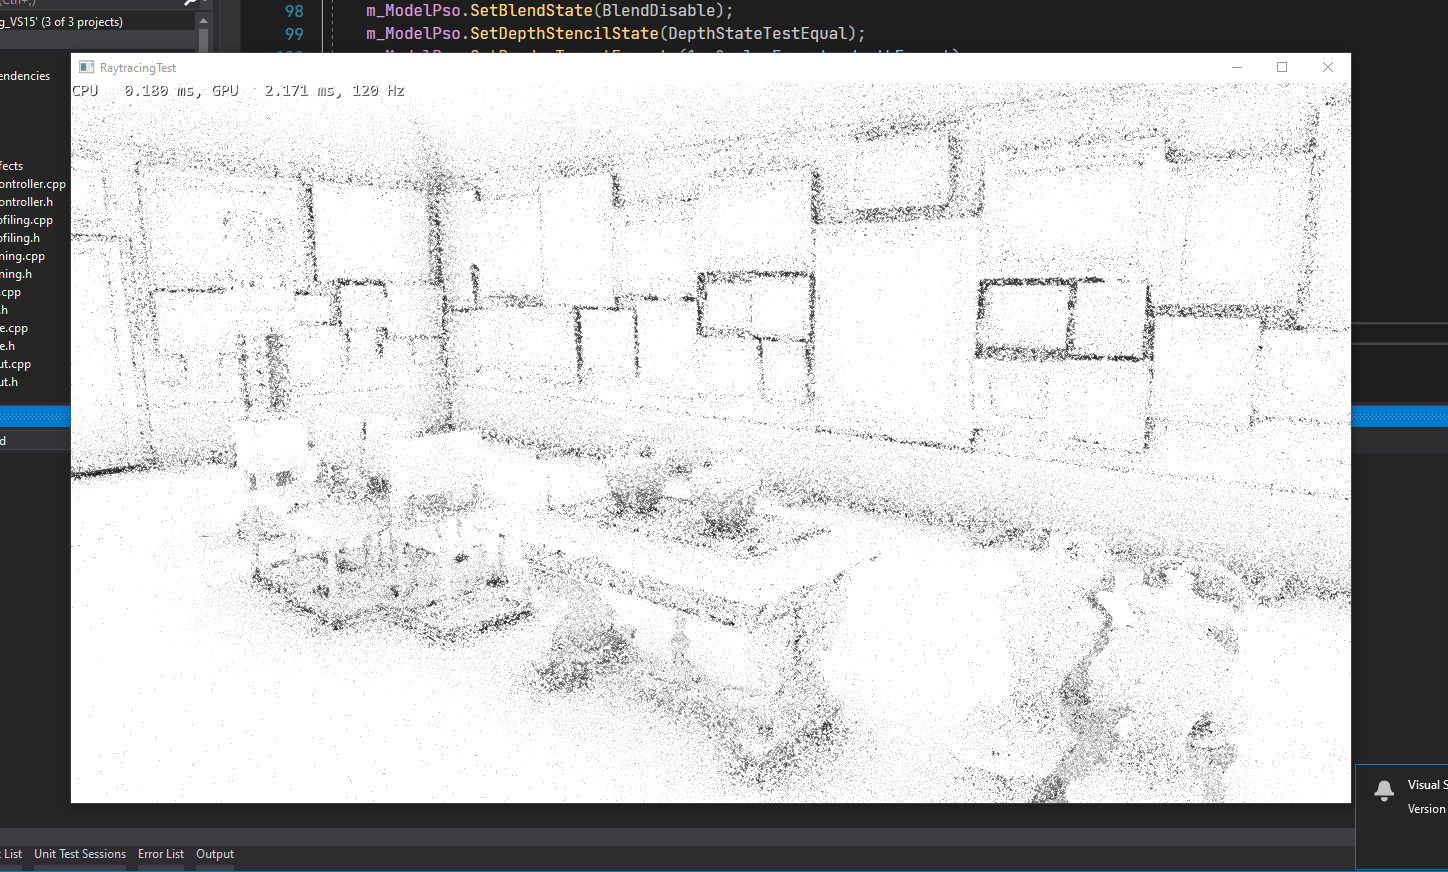 g_VS15' (3 of 3 projects)
98 m_ModelPso.SetBlendState(BlendDisable);
99 m_ModelPso.SetDepthStencilState(DepthStateTestEqual);
RaytracingTest
CPU 0.180 ms, GPU 2.171 ms, 120 Hz
endencies
fects
ontroller.cpp
ontroller.h
ofiling.cpp
ofiling.h
ning.cpp
ning.h
.cpp
.h
e.cpp
e.h
ut.cpp
ut.h
d
Visual S
Version
List Unit Test Sessions Error List Output